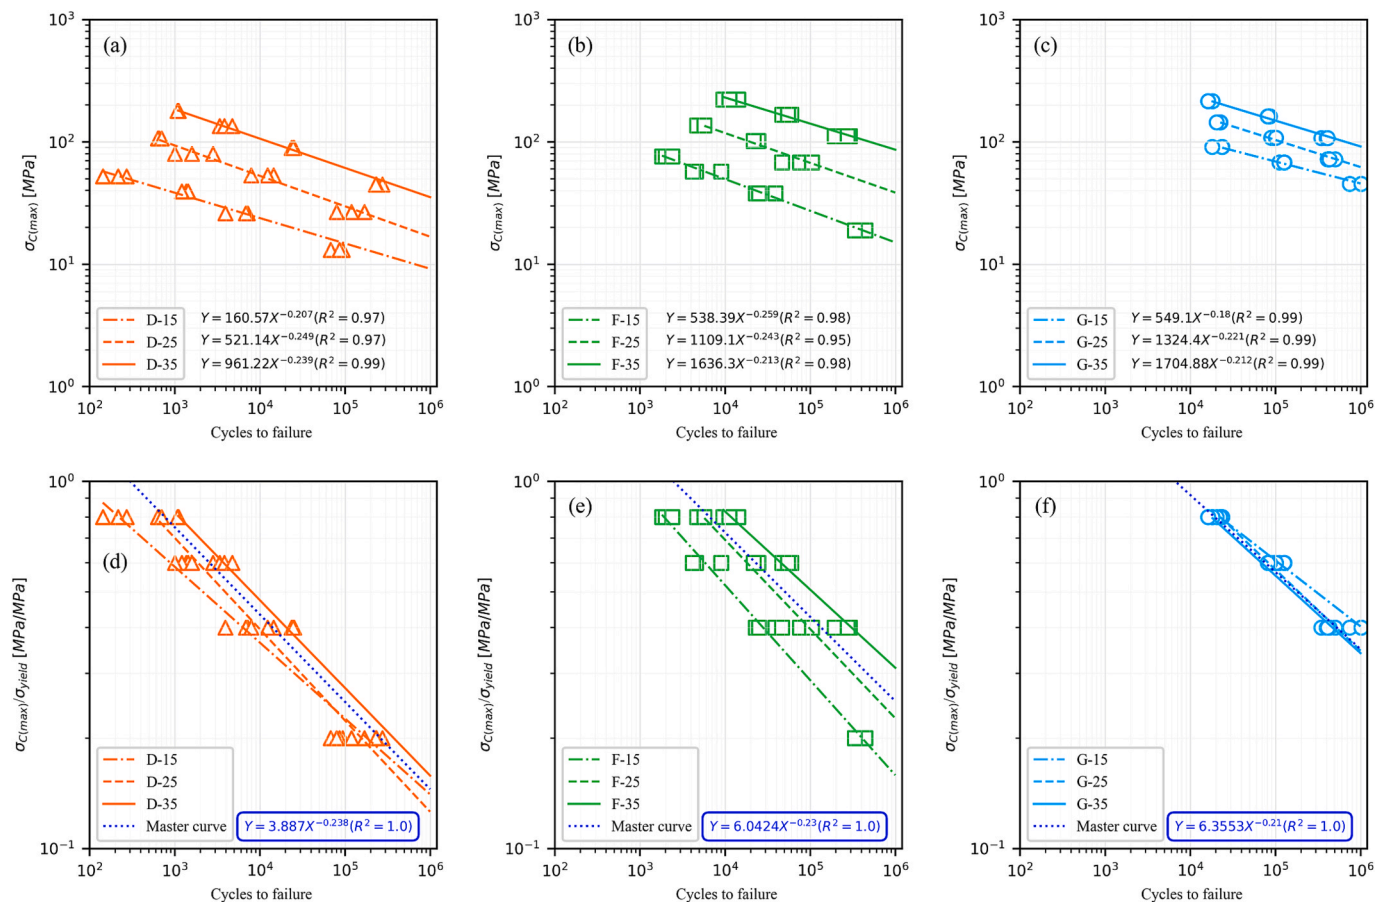 (a)
σC(max) [MPa]
10³
10²
10¹
10⁰
D-15 Y = 160.57X^−0.207(R² = 0.97)
D-25 Y = 521.14X^−0.249(R² = 0.97)
D-35 Y = 961.22X^−0.239(R² = 0.99)
10² 10³ 10⁴ 10⁵ 10⁶
Cycles to failure
(b)
σC(max) [MPa]
10³
10²
10¹
10⁰
F-15 Y = 538.39X^−0.259(R² = 0.98)
F-25 Y = 1109.1X^−0.243(R² = 0.95)
F-35 Y = 1636.3X^−0.213(R² = 0.98)
10² 10³ 10⁴ 10⁵ 10⁶
Cycles to failure
(c)
σC(max) [MPa]
10³
10²
10¹
10⁰
G-15 Y = 549.1X^−0.18(R² = 0.99)
G-25 Y = 1324.4X^−0.221(R² = 0.99)
G-35 Y = 1704.88X^−0.212(R² = 0.99)
10² 10³ 10⁴ 10⁵ 10⁶
Cycles to failure
(d)
σC(max)/σyield [MPa/MPa]
10⁰
10⁻¹
D-15
D-25
D-35
Master curve Y = 3.887X^−0.238(R² = 1.0)
10² 10³ 10⁴ 10⁵ 10⁶
Cycles to failure
(e)
σC(max)/σyield [MPa/MPa]
10⁰
10⁻¹
F-15
F-25
F-35
Master curve Y = 6.0424X^−0.23(R² = 1.0)
10² 10³ 10⁴ 10⁵ 10⁶
Cycles to failure
(f)
σC(max)/σyield [MPa/MPa]
10⁰
10⁻¹
G-15
G-25
G-35
Master curve Y = 6.3553X^−0.21(R² = 1.0)
10² 10³ 10⁴ 10⁵ 10⁶
Cycles to failure